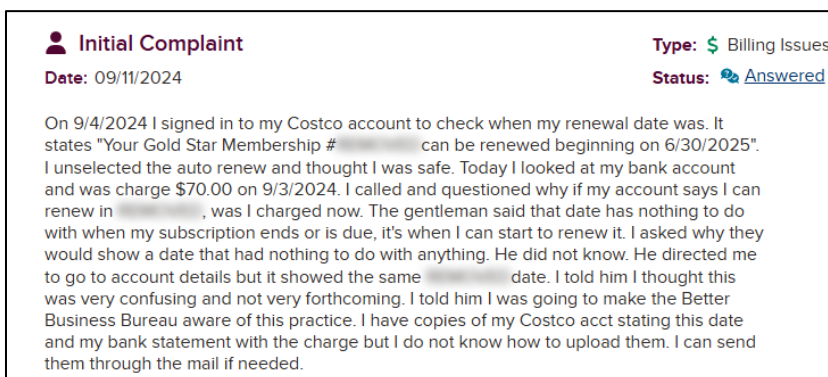 Initial Complaint
Type: $ Billing Issues
Date: 09/11/2024
Status: Answered
On 9/4/2024 I signed in to my Costco account to check when my renewal date was. It
states "Your Gold Star Membership # can be renewed beginning on 6/30/2025".
I unselected the auto renew and thought I was safe. Today I looked at my bank account
and was charge $70.00 on 9/3/2024. I called and questioned why if my account says I can
renew in , was I charged now. The gentleman said that date has nothing to do
with when my subscription ends or is due, it's when I can start to renew it. I asked why they
would show a date that had nothing to do with anything. He did not know. He directed me
to go to account details but it showed the same date. I told him I thought this
was very confusing and not very forthcoming. I told him I was going to make the Better
Business Bureau aware of this practice. I have copies of my Costco acct stating this date
and my bank statement with the charge but I do not know how to upload them. I can send
them through the mail if needed.